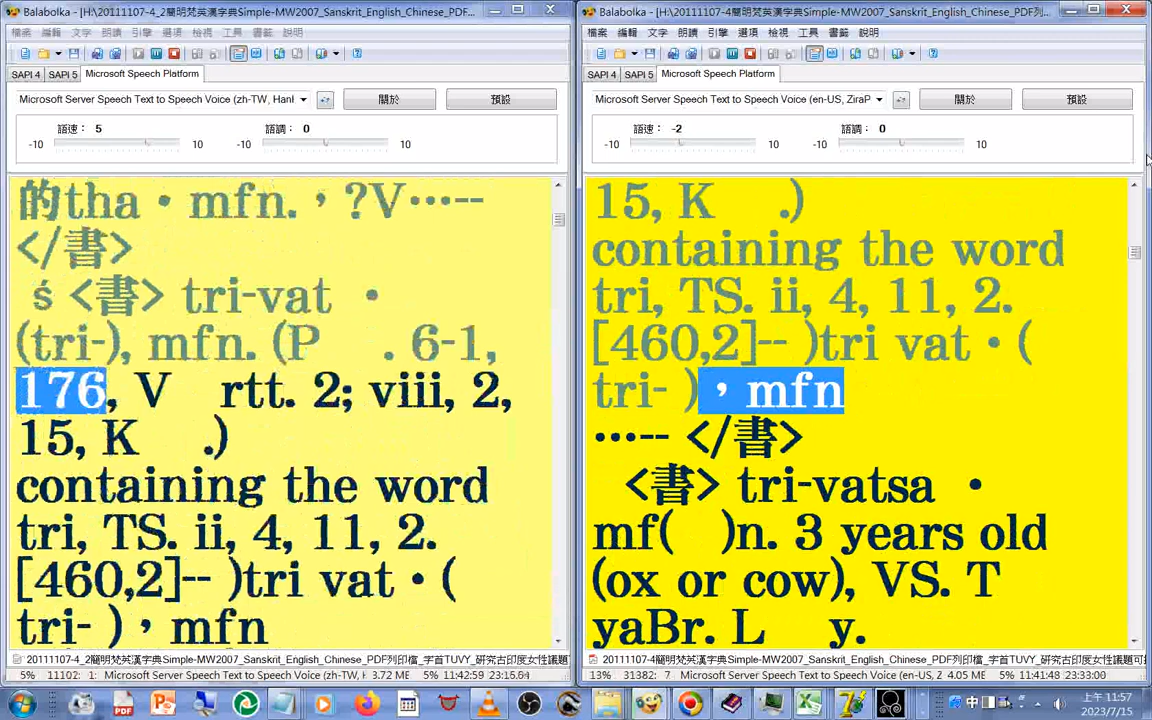 Balabolka - [H:\20111107-4_2簡明梵英漢字典Simple-MW2007_Sanskrit_English_Chinese_PDF...
檔案 編輯 文字 朗讀 引擎 選項 檢視 工具 書籤 說明
SAPI 4 SAPI 5 Microsoft Speech Platform
Microsoft Server Speech Text to Speech Voice (zh-TW, Hanl
關於
預設
語速： 5
語調： 0
-10 10 -10 10
的tha • mfn.，?V…--
</書>
ś <書> tri-vat •
(tri-), mfn. (P . 6-1,
176, V rtt. 2; viii, 2,
15, K .)
containing the word
tri, TS. ii, 4, 11, 2.
[460,2]-- )tri vat • (
tri- )，mfn
20111107-4_2簡明梵英漢字典Simple-MW2007_Sanskrit_English_Chinese_PDF列印檔_字首TUVY_研究古印度女性議題
5% 11102: 1: Microsoft Server Speech Text to Speech Voice (zh-TW, H 3.72 ME 5% 11:42:59 23:15:04
Balabolka - [H:\20111107-4簡明梵英漢字典Simple-MW2007_Sanskrit_English_Chinese_PDF列...
檔案 編輯 文字 朗讀 引擎 選項 檢視 工具 書籤 說明
SAPI 4 SAPI 5 Microsoft Speech Platform
Microsoft Server Speech Text to Speech Voice (en-US, ZiraP
關於
預設
語速： -2
語調： 0
-10 10 -10 10
15, K .)
containing the word
tri, TS. ii, 4, 11, 2.
[460,2]-- )tri vat • (
tri- )，mfn
…-- </書>
<書> tri-vatsa •
mf( )n. 3 years old
(ox or cow), VS. T
yaBr. L y.
20111107-4簡明梵英漢字典Simple-MW2007_Sanskrit_English_Chinese_PDF列印檔_字首TUVY_研究古印度女性議題可
13% 31382: 7 Microsoft Server Speech Text to Speech Voice (en-US, Z 4.05 ME 5% 11:41:48 23:33:00
中
上午 11:57
2023/7/15